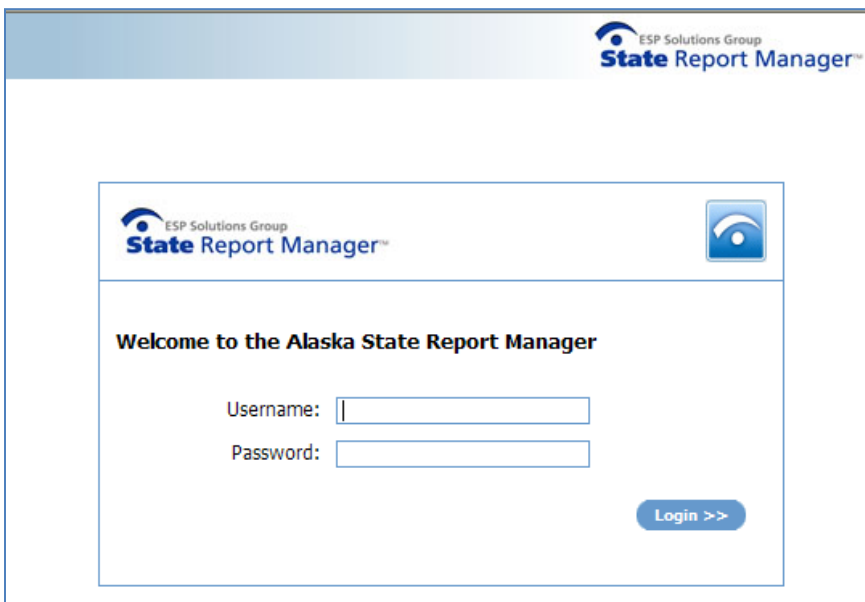 ESP Solutions Group
State Report Manager™
ESP Solutions Group
State Report Manager™
Welcome to the Alaska State Report Manager
Username:
Password:
Login >>